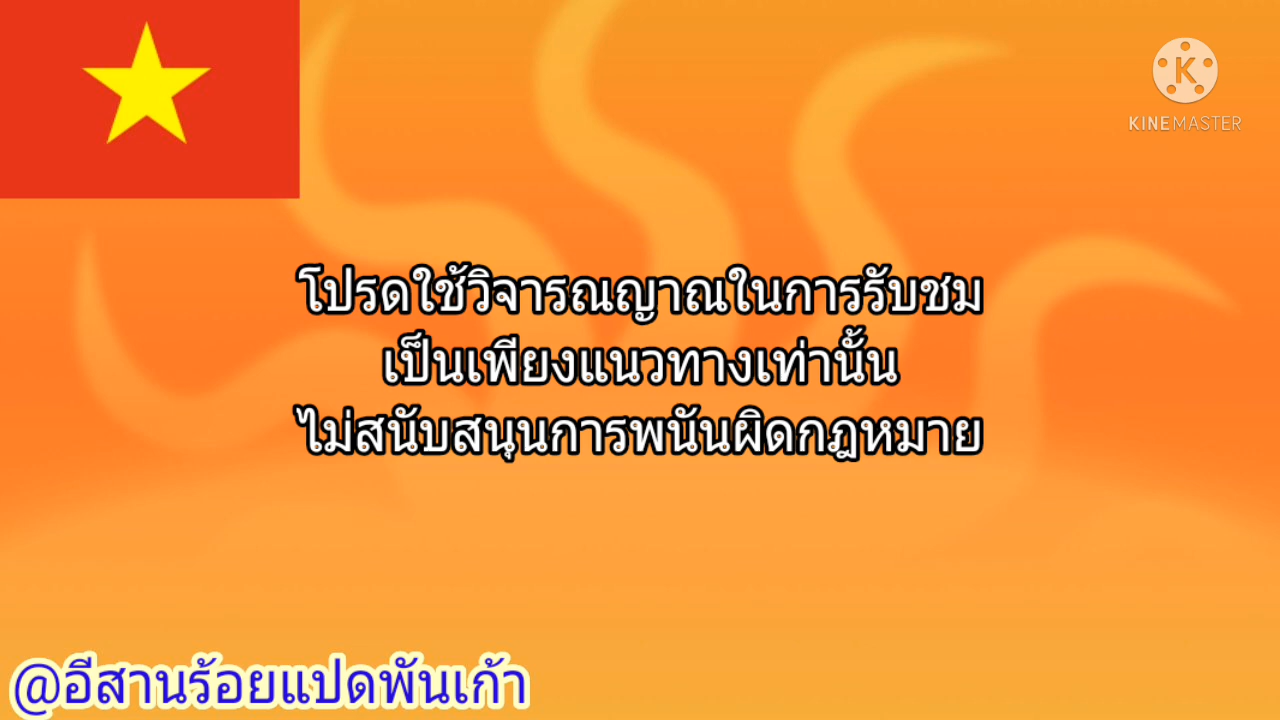 K
KINEMASTER
โปรดใช้วิจารณญาณในการรับชม
เป็นเพียงแนวทางเท่านั้น
ไม่สนับสนุนการพนันผิดกฎหมาย
@อีสานร้อยแปดพันเก้า